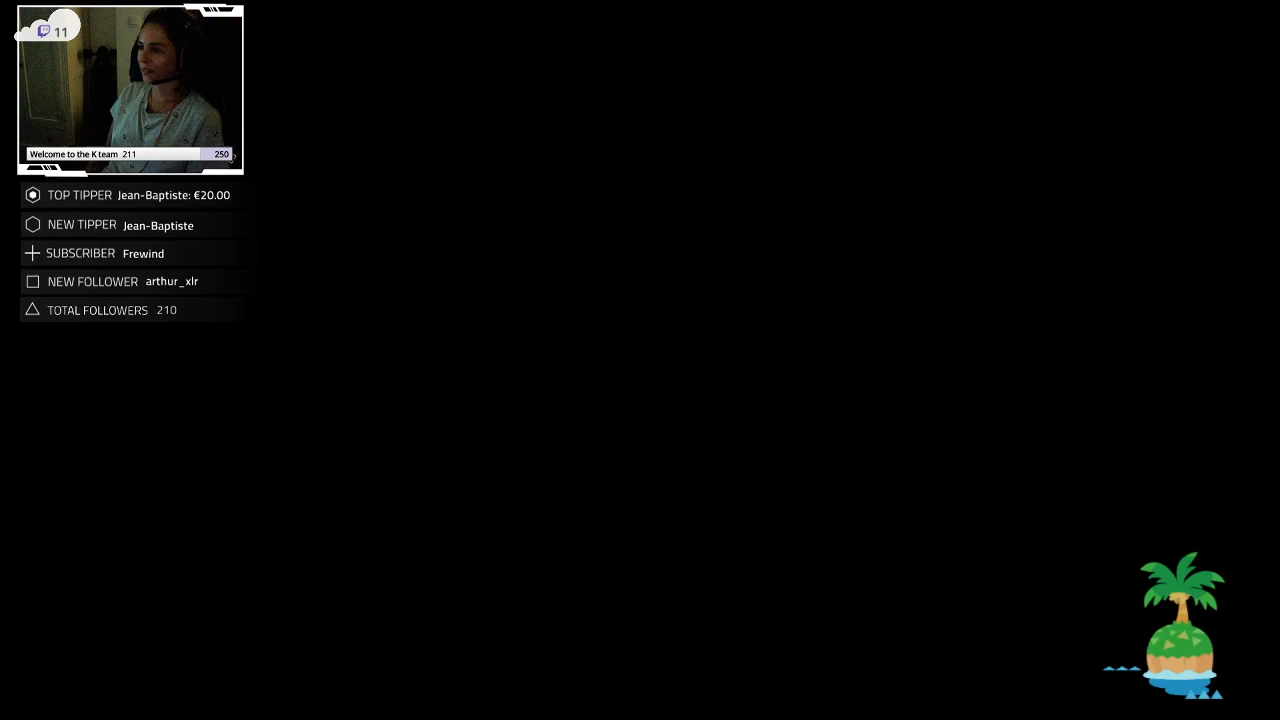 11
Welcome to the K team 211 250
TOP TIPPER Jean-Baptiste: €20.00
NEW TIPPER Jean-Baptiste
SUBSCRIBER Frewind
NEW FOLLOWER arthur_xlr
TOTAL FOLLOWERS 210